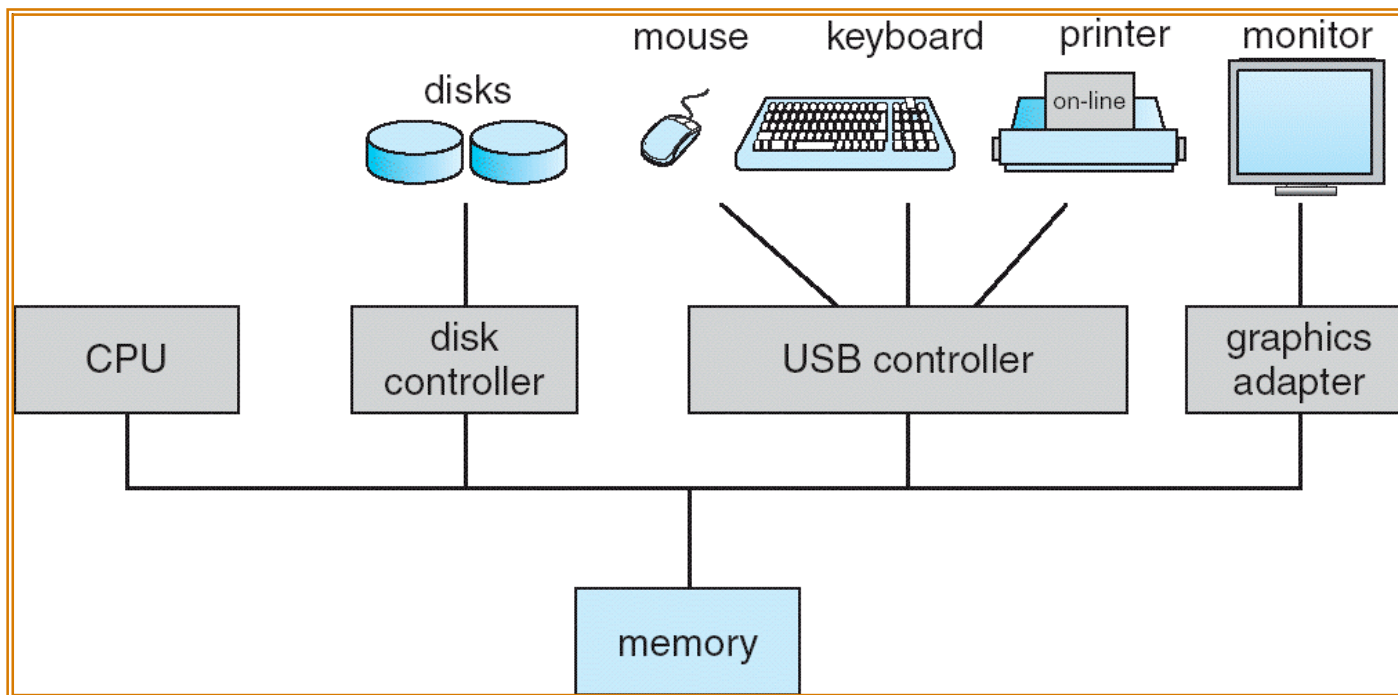 mouse
keyboard
printer
monitor
disks
on-line
CPU
disk
controller
USB controller
graphics
adapter
memory